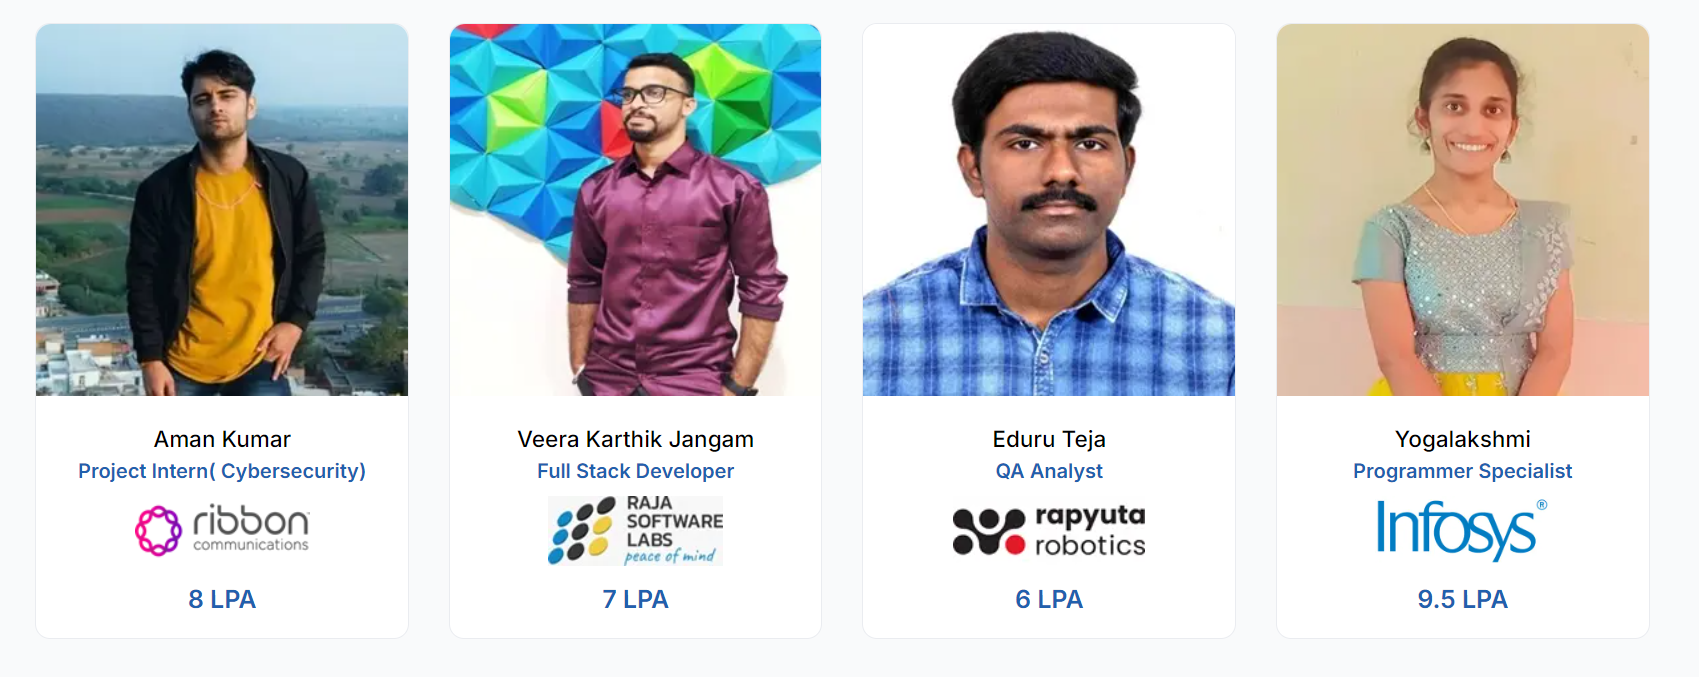 Aman Kumar
Project Intern( Cybersecurity)
ribbon
communications
8 LPA
Veera Karthik Jangam
Full Stack Developer
RAJA
SOFTWARE
LABS
peace of mind
7 LPA
Eduru Teja
QA Analyst
rapyuta
robotics
6 LPA
Yogalakshmi
Programmer Specialist
Infosys®
9.5 LPA